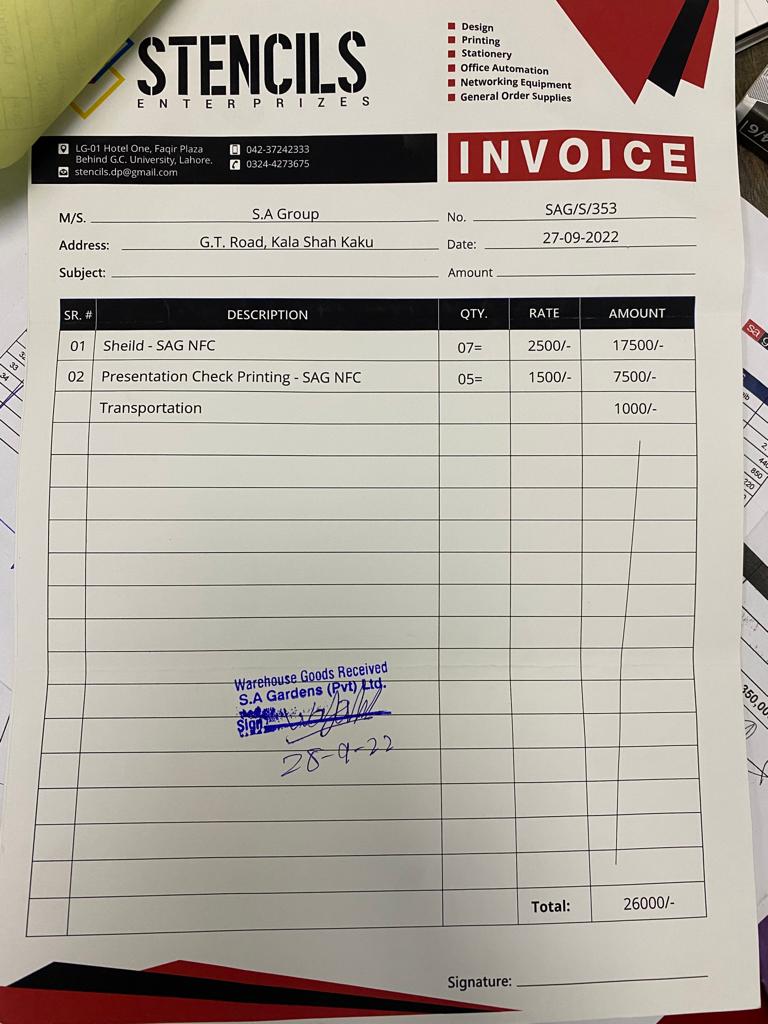 STENCILS
ENTERPRIZES
Design
Printing
Stationery
Office Automation
Networking Equipment
General Order Supplies
LG-01 Hotel One, Faqir Plaza
Behind G.C. University, Lahore.
stencils.dp@gmail.com
042-37242333
0324-4273675
INVOICE
M/S. S.A Group
No. SAG/S/353
Address: G.T. Road, Kala Shah Kaku
Date: 27-09-2022
Subject:
Amount
SR. # DESCRIPTION QTY. RATE AMOUNT
01 Sheild - SAG NFC 07= 2500/- 17500/-
02 Presentation Check Printing - SAG NFC 05= 1500/- 7500/-
Transportation 1000/-
Warehouse Goods Received
S.A Gardens (Pvt) Ltd.
Sign
28-9-22
Total: 26000/-
Signature: